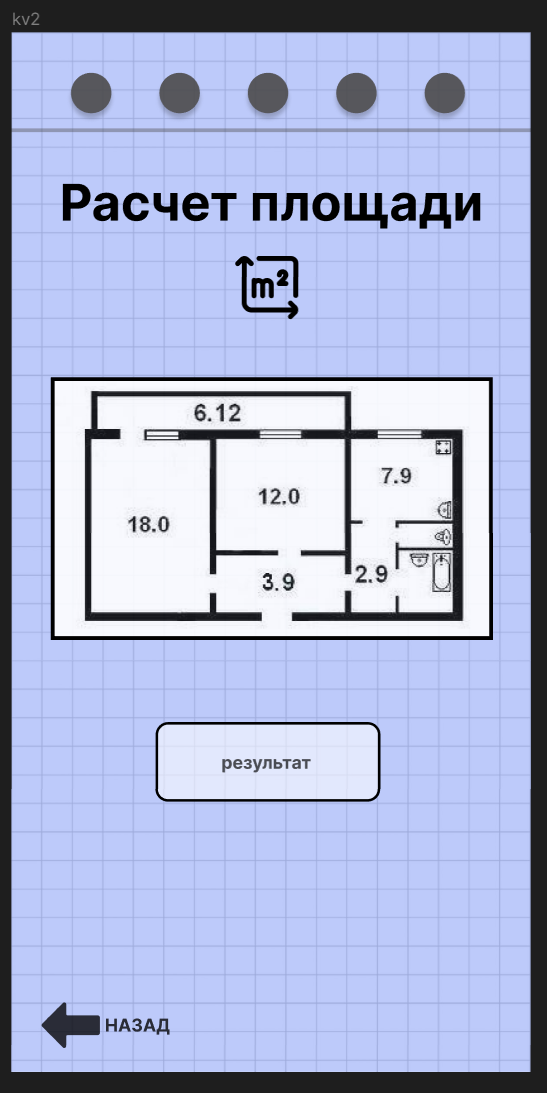 kv2
Расчет площади
m²
6.12
18.0
12.0
7.9
3.9
2.9
результат
НАЗАД